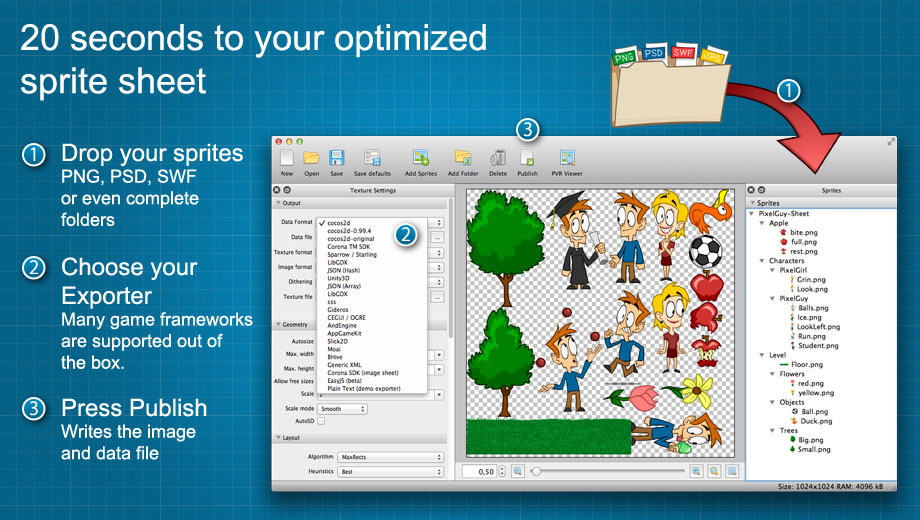 20 seconds to your optimized
sprite sheet
PNG PSD SWF JPG
1
1 Drop your sprites
PNG, PSD, SWF
or even complete
folders
2 Choose your
Exporter
Many game frameworks
are supported out of
the box.
3 Press Publish
Writes the image
and data file
3
New Open Save Save defaults Add Sprites Add Folder Delete Publish PVR Viewer
Texture Settings
Output
Data Format
Data file
Texture format
Image format
Dithering
Texture file
Geometry
Autosize
Max. width
Max. height
Allow free sizes
Scale 1
Scale mode Smooth
AutoSD
Layout
Algorithm MaxRects
Heuristics Best
✓ cocos2d
cocos2d-0.99.4
cocos2d-original
Corona TM SDK
Sparrow / Starling
LibGDX
JSON (Hash)
Unity3D
JSON (Array)
LibGDX
css
Gideros
CEGUI / OGRE
AndEngine
AppGameKit
Slick2D
Moai
BHive
Generic XML
Corona SDK (image sheet)
EaselJS (beta)
Plain Text (demo exporter)
2
0,50
Sprites
Sprites
PixelGuy-Sheet
Apple
bite.png
full.png
rest.png
Characters
PixelGirl
Grin.png
Look.png
PixelGuy
Balls.png
Ice.png
LookLeft.png
Run.png
Student.png
Level
Floor.png
Flowers
red.png
yellow.png
Objects
Ball.png
Duck.png
Trees
Big.png
Small.png
Size: 1024x1024 RAM: 4096 kB